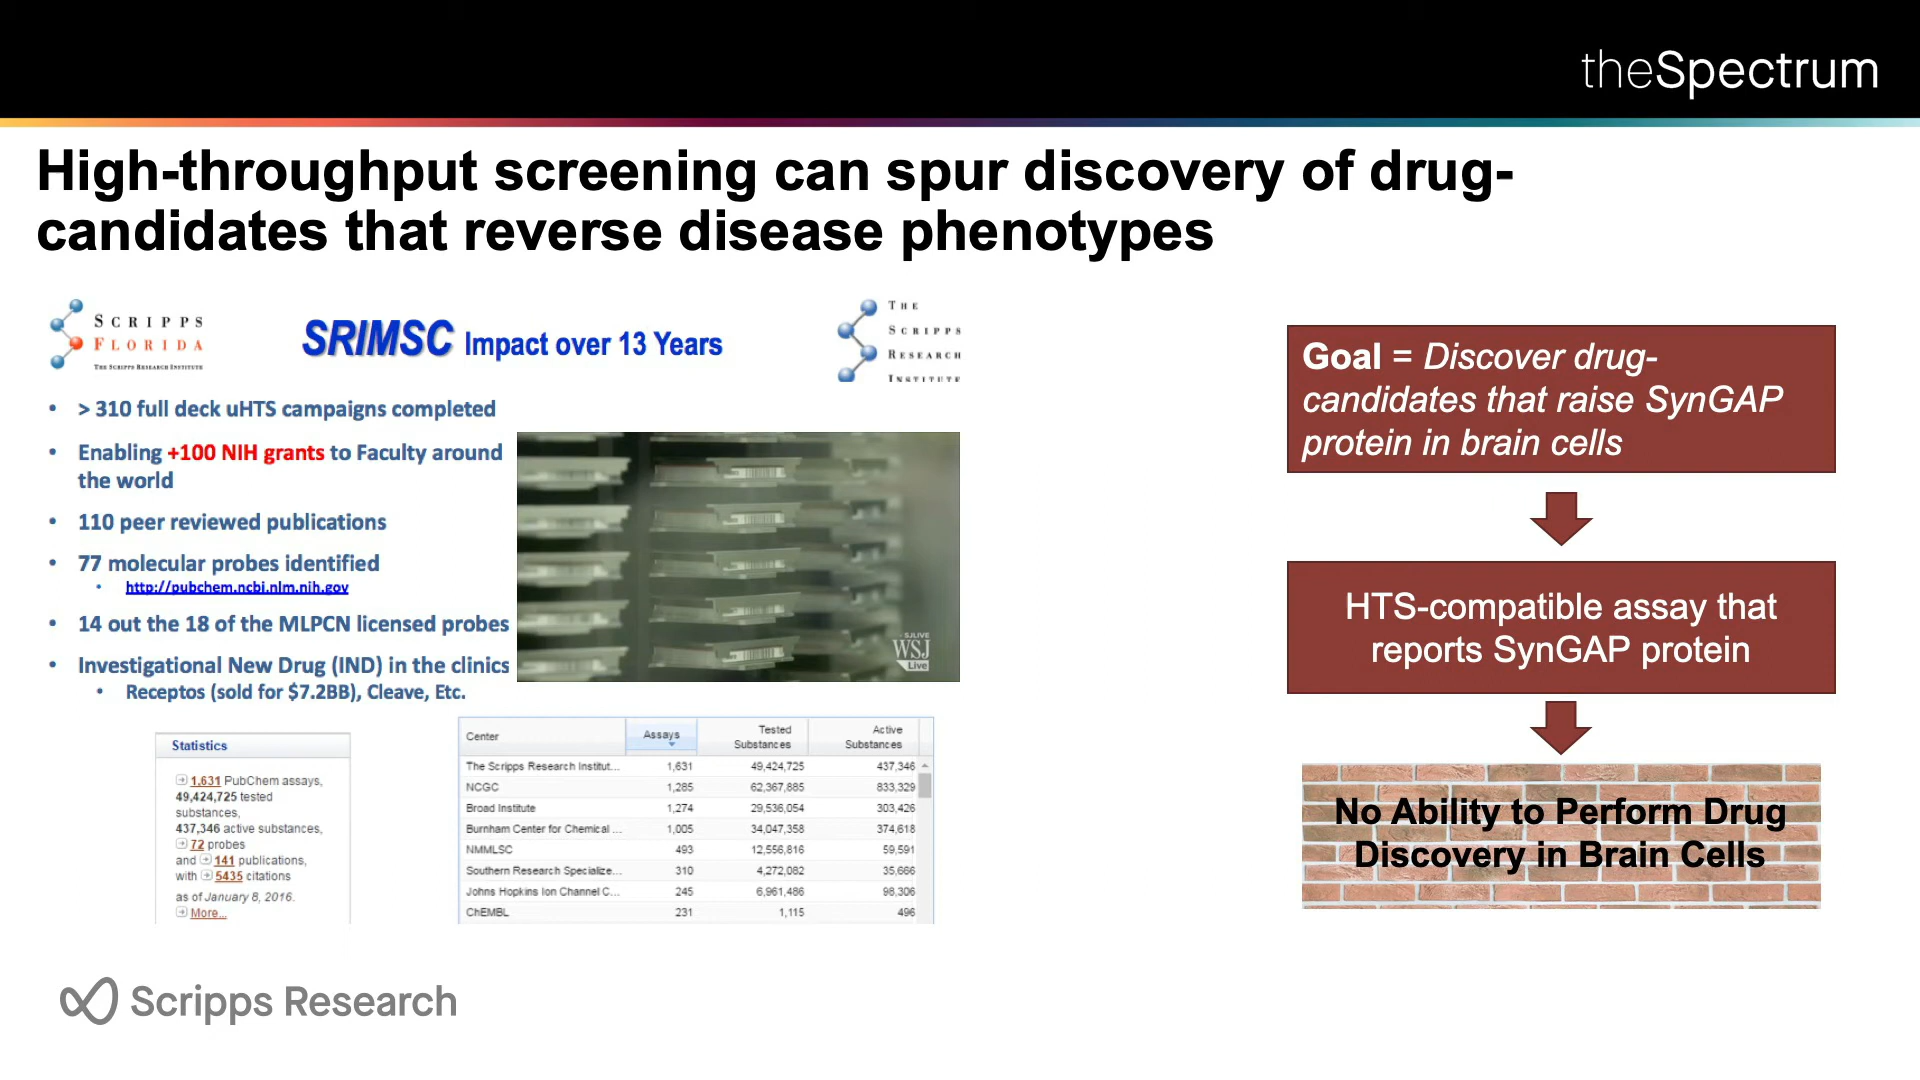 theSpectrum
High-throughput screening can spur discovery of drug-
candidates that reverse disease phenotypes
SCRIPPS
FLORIDA
THE SCRIPPS RESEARCH INSTITUTE
SRIMSC Impact over 13 Years
THE
SCRIPPS
RESEARCH
INSTITUTE
• > 310 full deck uHTS campaigns completed
• Enabling +100 NIH grants to Faculty around
the world
• 110 peer reviewed publications
• 77 molecular probes identified
• http://pubchem.ncbi.nlm.nih.gov
• 14 out the 18 of the MLPCN licensed probes
• Investigational New Drug (IND) in the clinics
• Receptos (sold for $7.2BB), Cleave, Etc.
SJLIVE
WSJ
Live
Statistics
1,631 PubChem assays,
49,424,725 tested
substances,
437,346 active substances,
72 probes
and 141 publications,
with 5435 citations
as of January 8, 2016.
More...
Center Assays Tested Substances Active Substances
The Scripps Research Institut... 1,631 49,424,725 437,346
NCGC 1,285 62,367,885 833,329
Broad Institute 1,274 29,536,054 303,426
Burnham Center for Chemical ... 1,005 34,047,358 374,618
NMMLSC 493 12,556,816 59,591
Southern Research Specialize... 310 4,272,082 35,666
Johns Hopkins Ion Channel C... 245 6,961,486 98,306
ChEMBL 231 1,115 496
Goal = Discover drug-
candidates that raise SynGAP
protein in brain cells
HTS-compatible assay that
reports SynGAP protein
No Ability to Perform Drug
Discovery in Brain Cells
Scripps Research